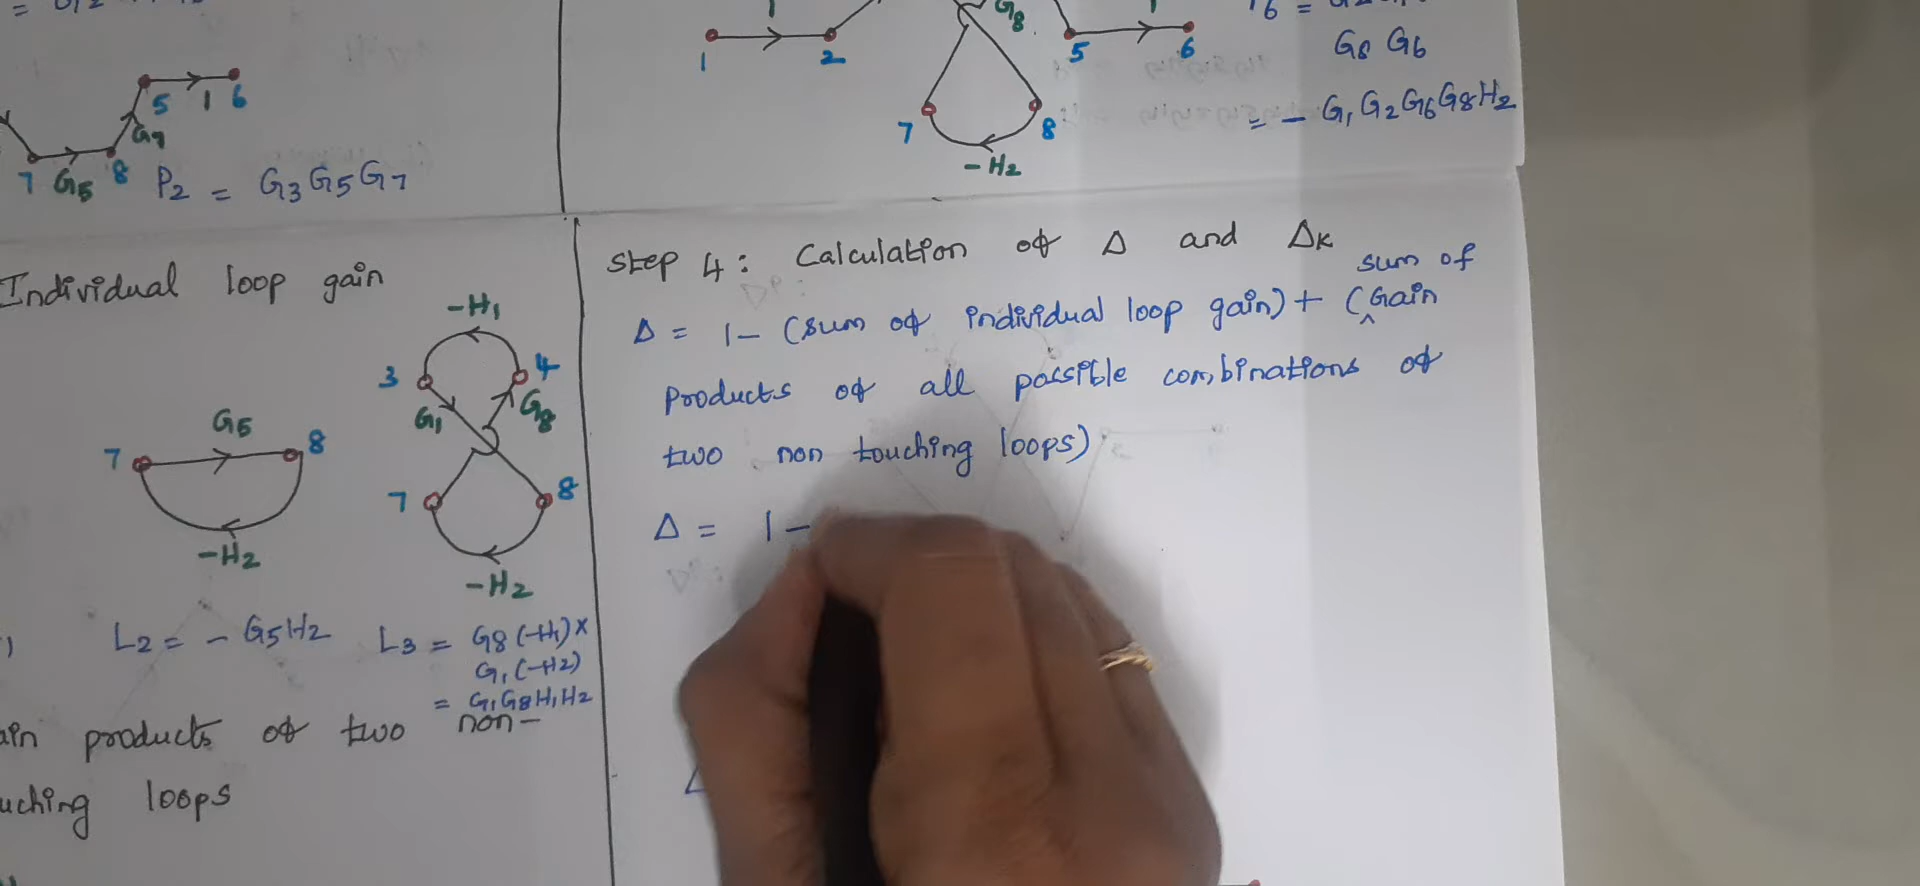 1
G8
1 2 5 6
G8 G6
7 8
= - G1 G2 G6 G8 H2
-H2
5 1 6
G7
7 G5 8
P2 = G3 G5 G7
Individual loop gain
G5
7 8
-H2
L2 = - G5H2
-H1
3 4
G1 G8
7 8
-H2
L3 = G8 (-H1) X
G1 (-H2)
= G1 G8 H1 H2
products of two non-
loops
Step 4: Calculation of Δ and ΔK
sum of
Δ = 1- (sum of individual loop gain) + (^Gain
products of all possible combinations of
two non touching loops)
Δ = 1-